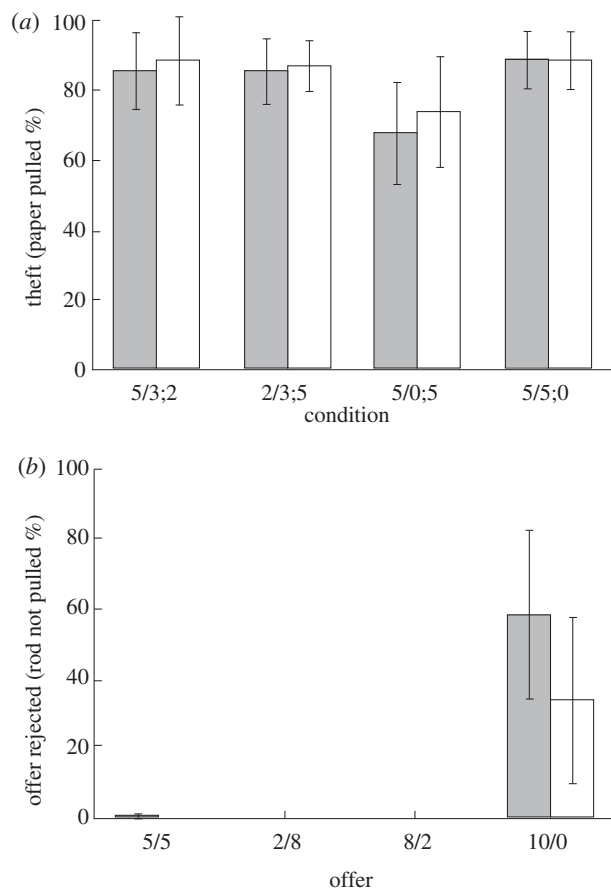 (a)
100
80
60
40
20
0
theft (paper pulled %)
5/3;2 2/3;5 5/0;5 5/5;0
condition
(b)
100
80
60
40
20
0
offer rejected (rod not pulled %)
5/5 2/8 8/2 10/0
offer